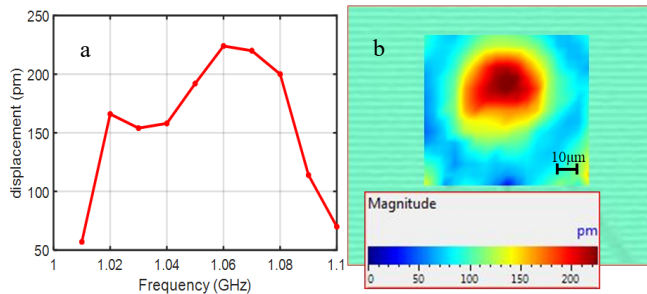 a
250
200
150
100
50
displacement (pm)
1 1.02 1.04 1.06 1.08 1.1
Frequency (GHz)
b
10μm
Magnitude
pm
0 50 100 150 200